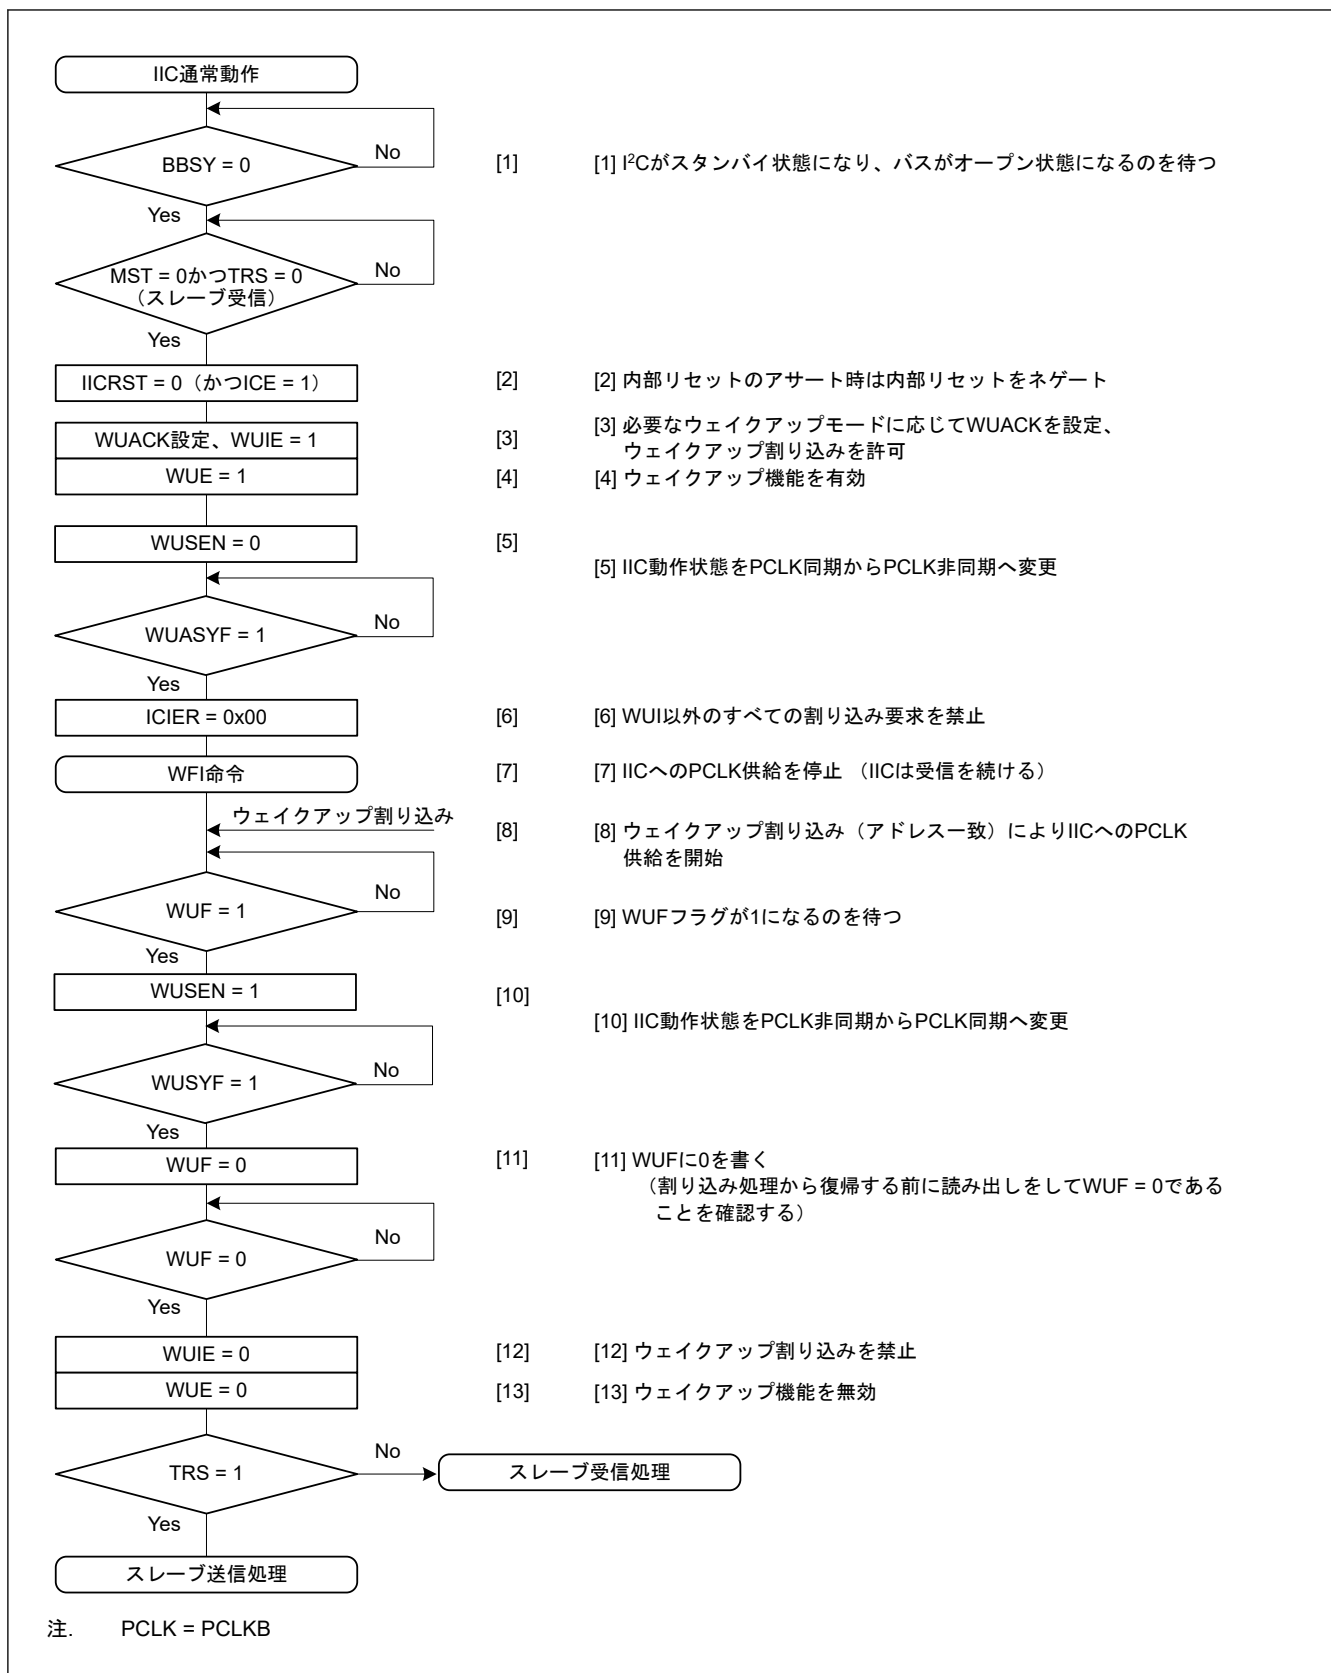 IIC通常動作
BBSY = 0
No
[1]
[1] I²Cがスタンバイ状態になり、バスがオープン状態になるのを待つ
Yes
MST = 0かつTRS = 0
（スレーブ受信）
No
Yes
IICRST = 0（かつICE = 1）
[2]
[2] 内部リセットのアサート時は内部リセットをネゲート
WUACK設定、WUIE = 1
[3]
[3] 必要なウェイクアップモードに応じてWUACKを設定、
ウェイクアップ割り込みを許可
WUE = 1
[4]
[4] ウェイクアップ機能を有効
WUSEN = 0
[5]
[5] IIC動作状態をPCLK同期からPCLK非同期へ変更
WUASYF = 1
No
Yes
ICIER = 0x00
[6]
[6] WUI以外のすべての割り込み要求を禁止
WFI命令
[7]
[7] IICへのPCLK供給を停止 （IICは受信を続ける）
ウェイクアップ割り込み
[8]
[8] ウェイクアップ割り込み（アドレス一致）によりIICへのPCLK
供給を開始
WUF = 1
No
[9]
[9] WUFフラグが1になるのを待つ
Yes
WUSEN = 1
[10]
[10] IIC動作状態をPCLK非同期からPCLK同期へ変更
WUSYF = 1
No
Yes
WUF = 0
[11]
[11] WUFに0を書く
（割り込み処理から復帰する前に読み出しをしてWUF = 0である
ことを確認する）
WUF = 0
No
Yes
WUIE = 0
[12]
[12] ウェイクアップ割り込みを禁止
WUE = 0
[13]
[13] ウェイクアップ機能を無効
TRS = 1
No
スレーブ受信処理
Yes
スレーブ送信処理
注. PCLK = PCLKB